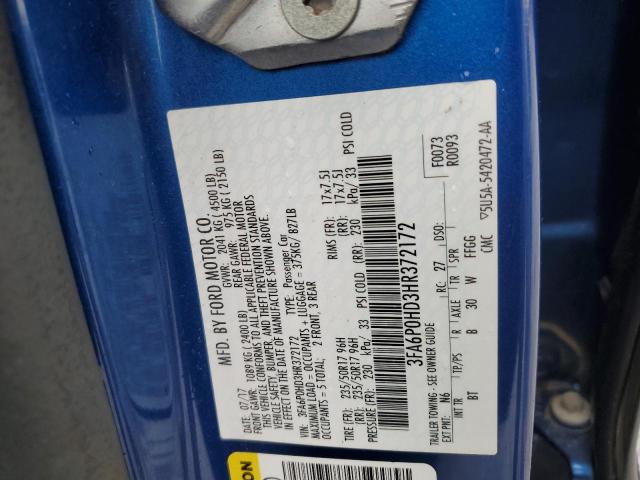 MFD. BY FORD MOTOR CO.
07/17 GVWR: 2041 KG ( 4500 LB)
FRONT GAWR: 1089 KG ( 2400 LB) REAR GAWR: 975 KG ( 2150 LB)
VEHICLE CONFORMS TO ALL APPLICABLE FEDERAL MOTOR
VEHICLE SAFETY, BUMPER, AND THEFT PREVENTION STANDARDS
IN EFFECT ON THE DATE OF MANUFACTURE SHOWN ABOVE.
VIN: 3FA6P0HD3HR372172 TYPE: Passenger Car
MAXIMUM LOAD = OCCUPANTS + LUGGAGE = 375KG/ 827LB
OCCUPANTS = 5 TOTAL; 2 FRONT, 3 REAR
TIRE (FR): 235/50R17 96H RIMS (FR): 17x7.5J
(RR): 235/50R17 96H (RR): 17x7.5J
PRESSURE (FR): 230 kPa/ 33 PSI COLD (RR): 230 kPa/ 33 PSI COLD
3FA6P0HD3HR372172
F0073
R0093
TRAILER TOWING - SEE OWNER GUIDE
EXT PNT: N6 RC: 27 DSO:
INT TR TP/PS R AXLE TR SPR
BT B 30 W FFGG
CMC 5U5A-5420472-AA
ON